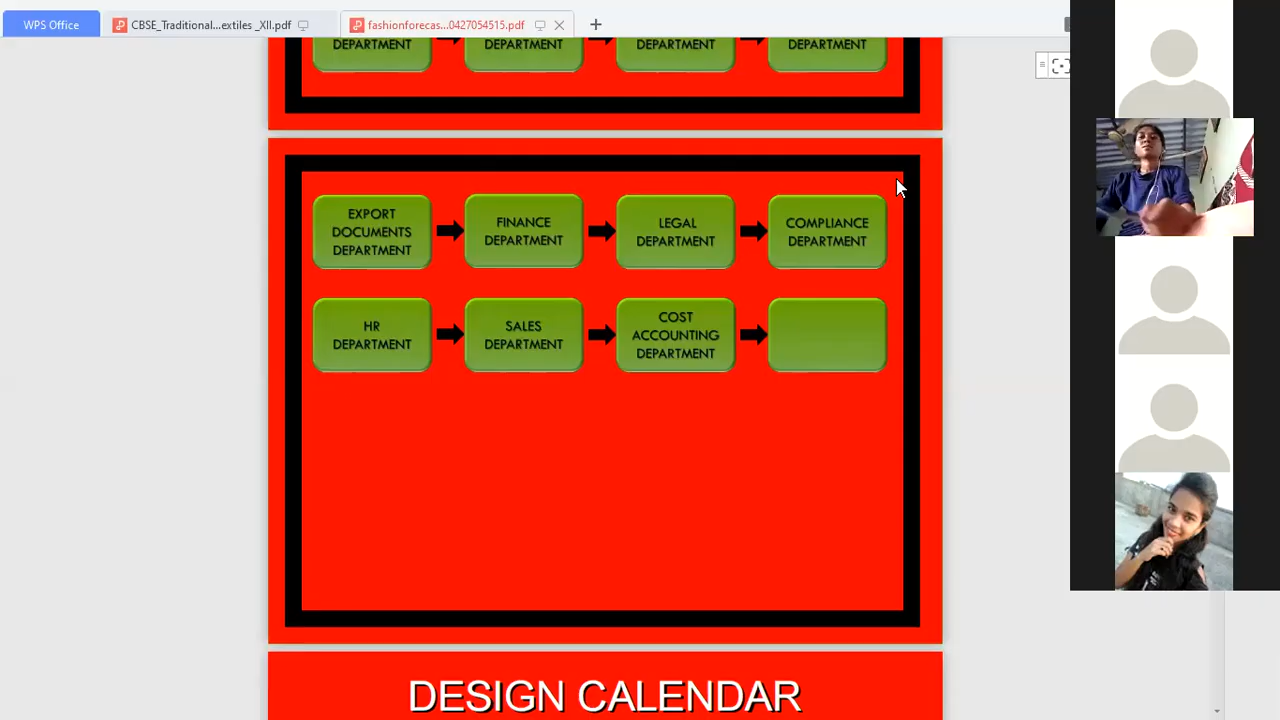 WPS Office
CBSE_Traditional...extiles _XII.pdf
fashionforecas...0427054515.pdf
DEPARTMENT
DEPARTMENT
DEPARTMENT
DEPARTMENT
EXPORT
DOCUMENTS
DEPARTMENT
FINANCE
DEPARTMENT
LEGAL
DEPARTMENT
COMPLIANCE
DEPARTMENT
HR
DEPARTMENT
SALES
DEPARTMENT
COST
ACCOUNTING
DEPARTMENT
DESIGN CALENDAR